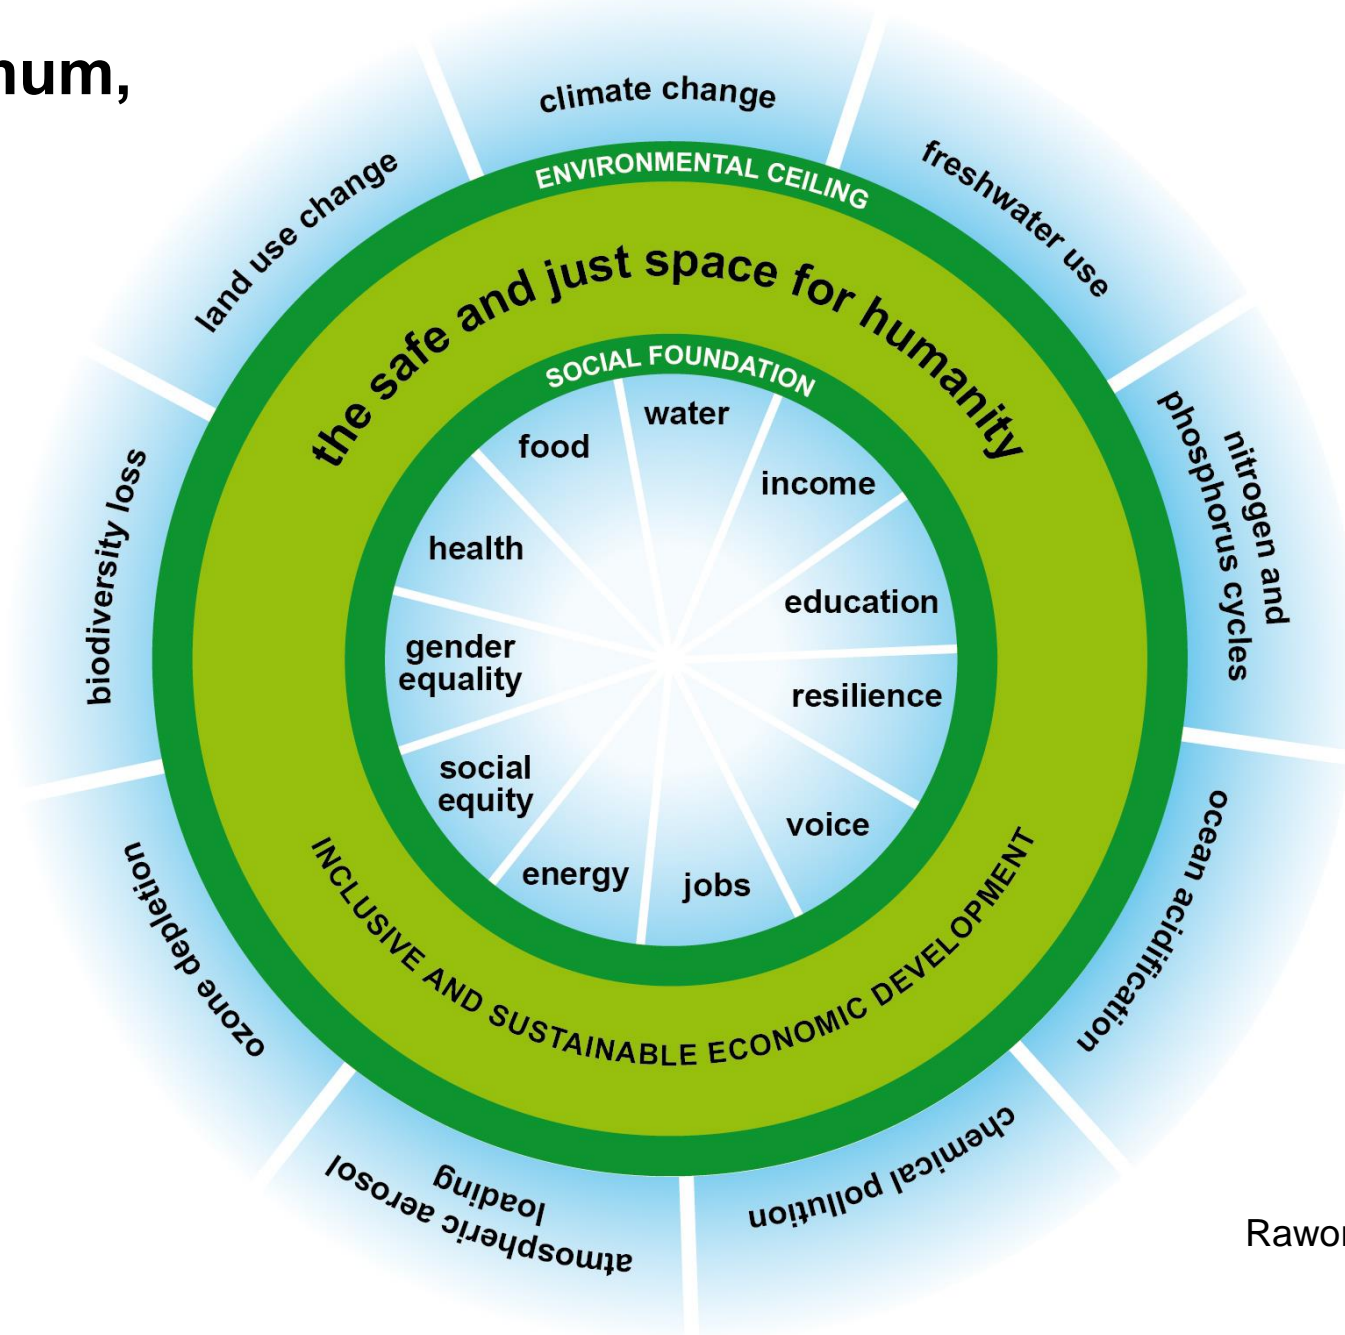 num,
climate change
freshwater use
nitrogen and
phosphorus cycles
ocean acidification
chemical pollution
atmospheric aerosol
loading
ozone depletion
biodiversity loss
land use change
ENVIRONMENTAL CEILING
the safe and just space for humanity
SOCIAL FOUNDATION
water
income
education
resilience
voice
jobs
energy
social
equity
gender
equality
health
food
INCLUSIVE AND SUSTAINABLE ECONOMIC DEVELOPMENT
Rawor